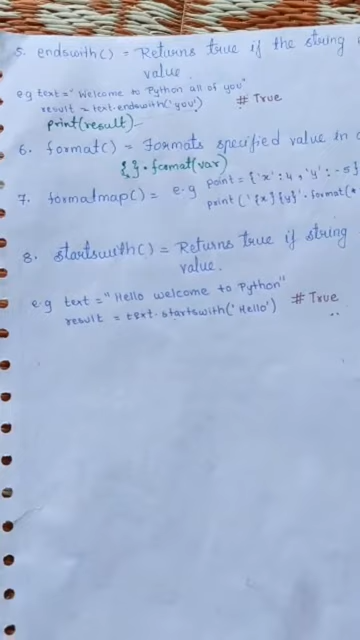 5. endswith() = Returns true if the string
value.
e g text = "Welcome to Python all of you"
result = text.endswith('you') # True
print(result)
6. format() = Formats specified value in a
{}.format(var)
7. formatmap() = e.g point = {'x':4, 'y':-5}
print('{x}{y}'.format(*
8. startswith() = Returns true if string
value.
e.g text = "Hello welcome to Python"
result = text.startswith('Hello') # True